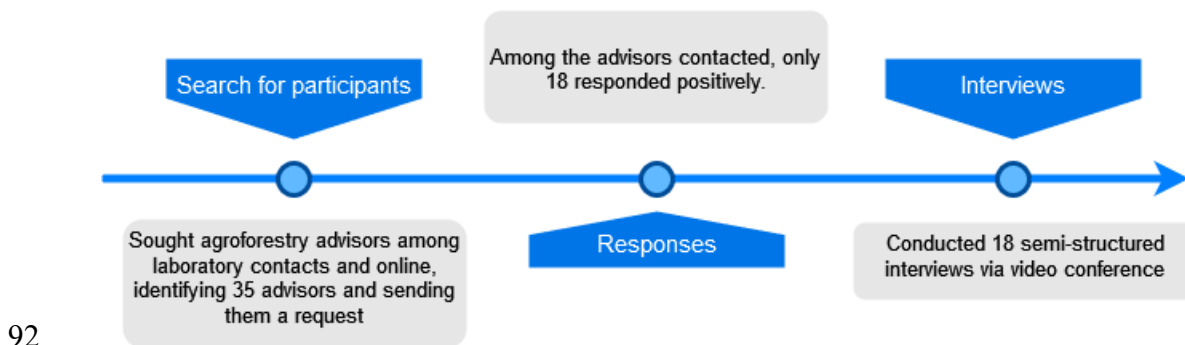 Search for participants
Sought agroforestry advisors among
laboratory contacts and online,
identifying 35 advisors and sending
them a request
Among the advisors contacted, only
18 responded positively.
Responses
Interviews
Conducted 18 semi-structured
interviews via video conference
92